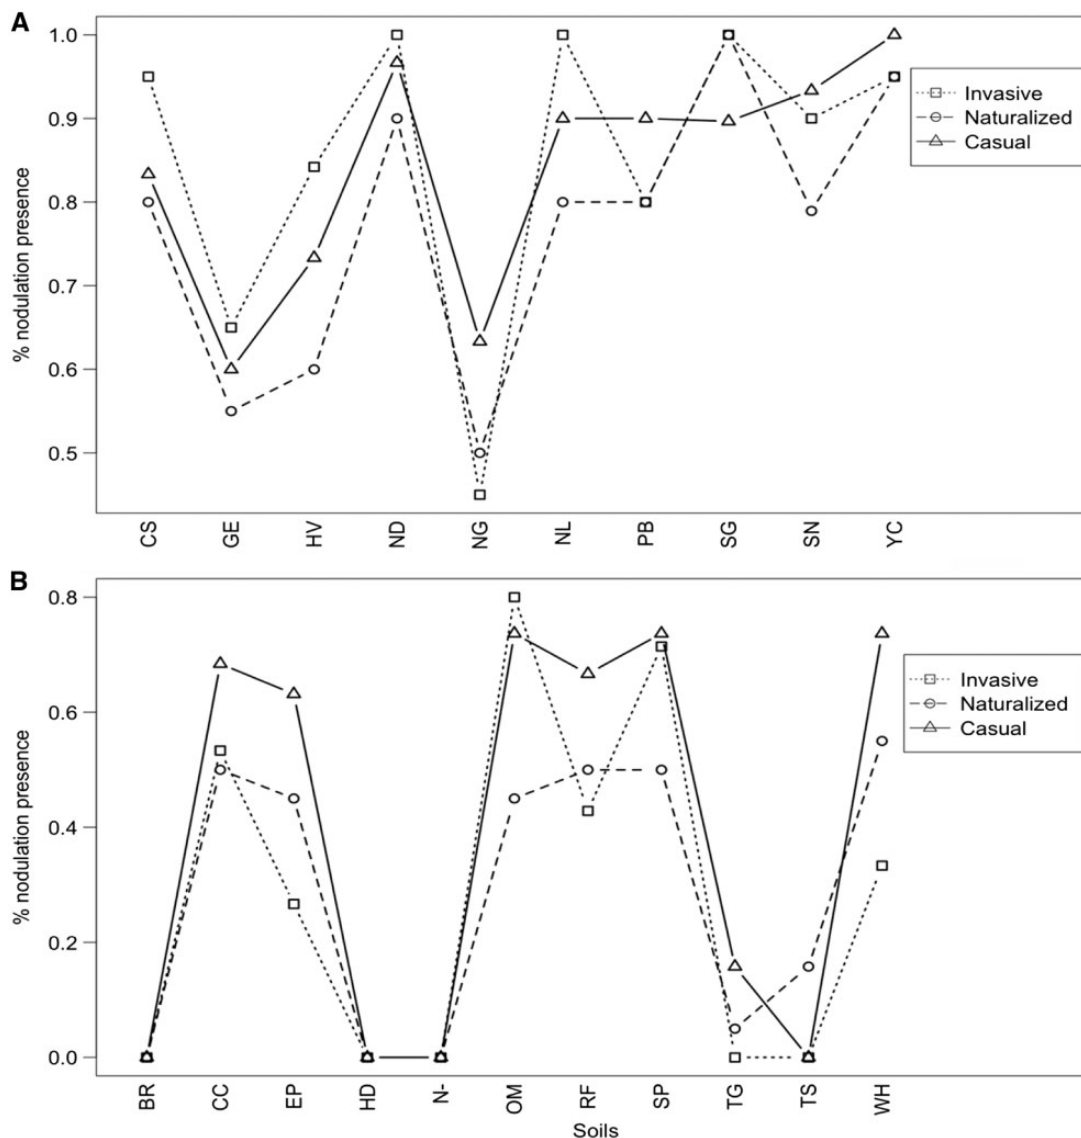 A
1.0
0.9
0.8
0.7
0.6
0.5
% nodulation presence
Invasive
Naturalized
Casual
CS GE HV ND NG NL PB SG SN YC
B
0.8
0.6
0.4
0.2
0.0
% nodulation presence
Invasive
Naturalized
Casual
BR CC EP HD N- OM RF SP TG TS WH
Soils